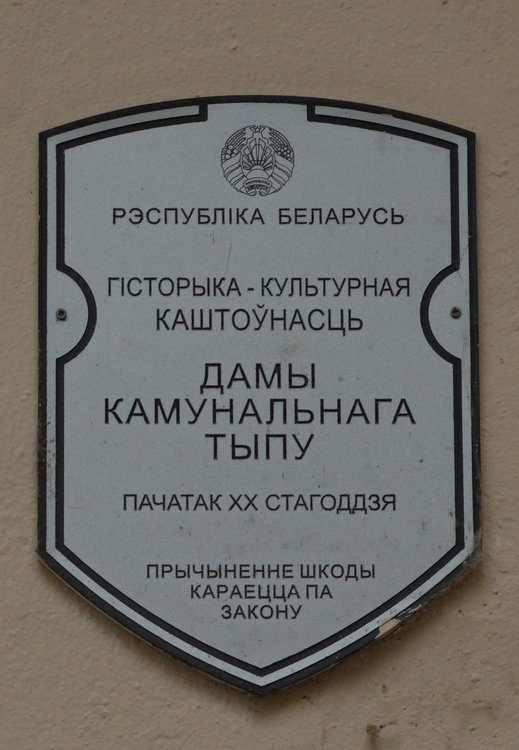 РЭСПУБЛІКА БЕЛАРУСЬ
ГІСТОРЫКА - КУЛЬТУРНАЯ
КАШТОЎНАСЦЬ
ДАМЫ
КАМУНАЛЬНАГА
ТЫПУ
ПАЧАТАК XX СТАГОДДЗЯ
ПРЫЧЫНЕННЕ ШКОДЫ
КАРАЕЦЦА ПА
ЗАКОНУ